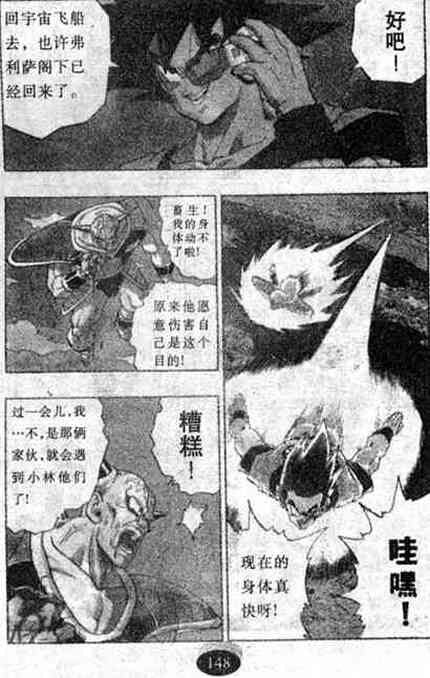 好吧！
回宇宙飞船
去，也许弗
利萨阁下已
经回来了。
畜生！
我的身
体动不
了啦！
原来他愿
意伤害自
己是这个
目的！
哇嘿！
现在的
身体真
快呀！
糟糕！
过一会儿，我
…不，是那俩
家伙，就会遇
到小林他们
了！
148